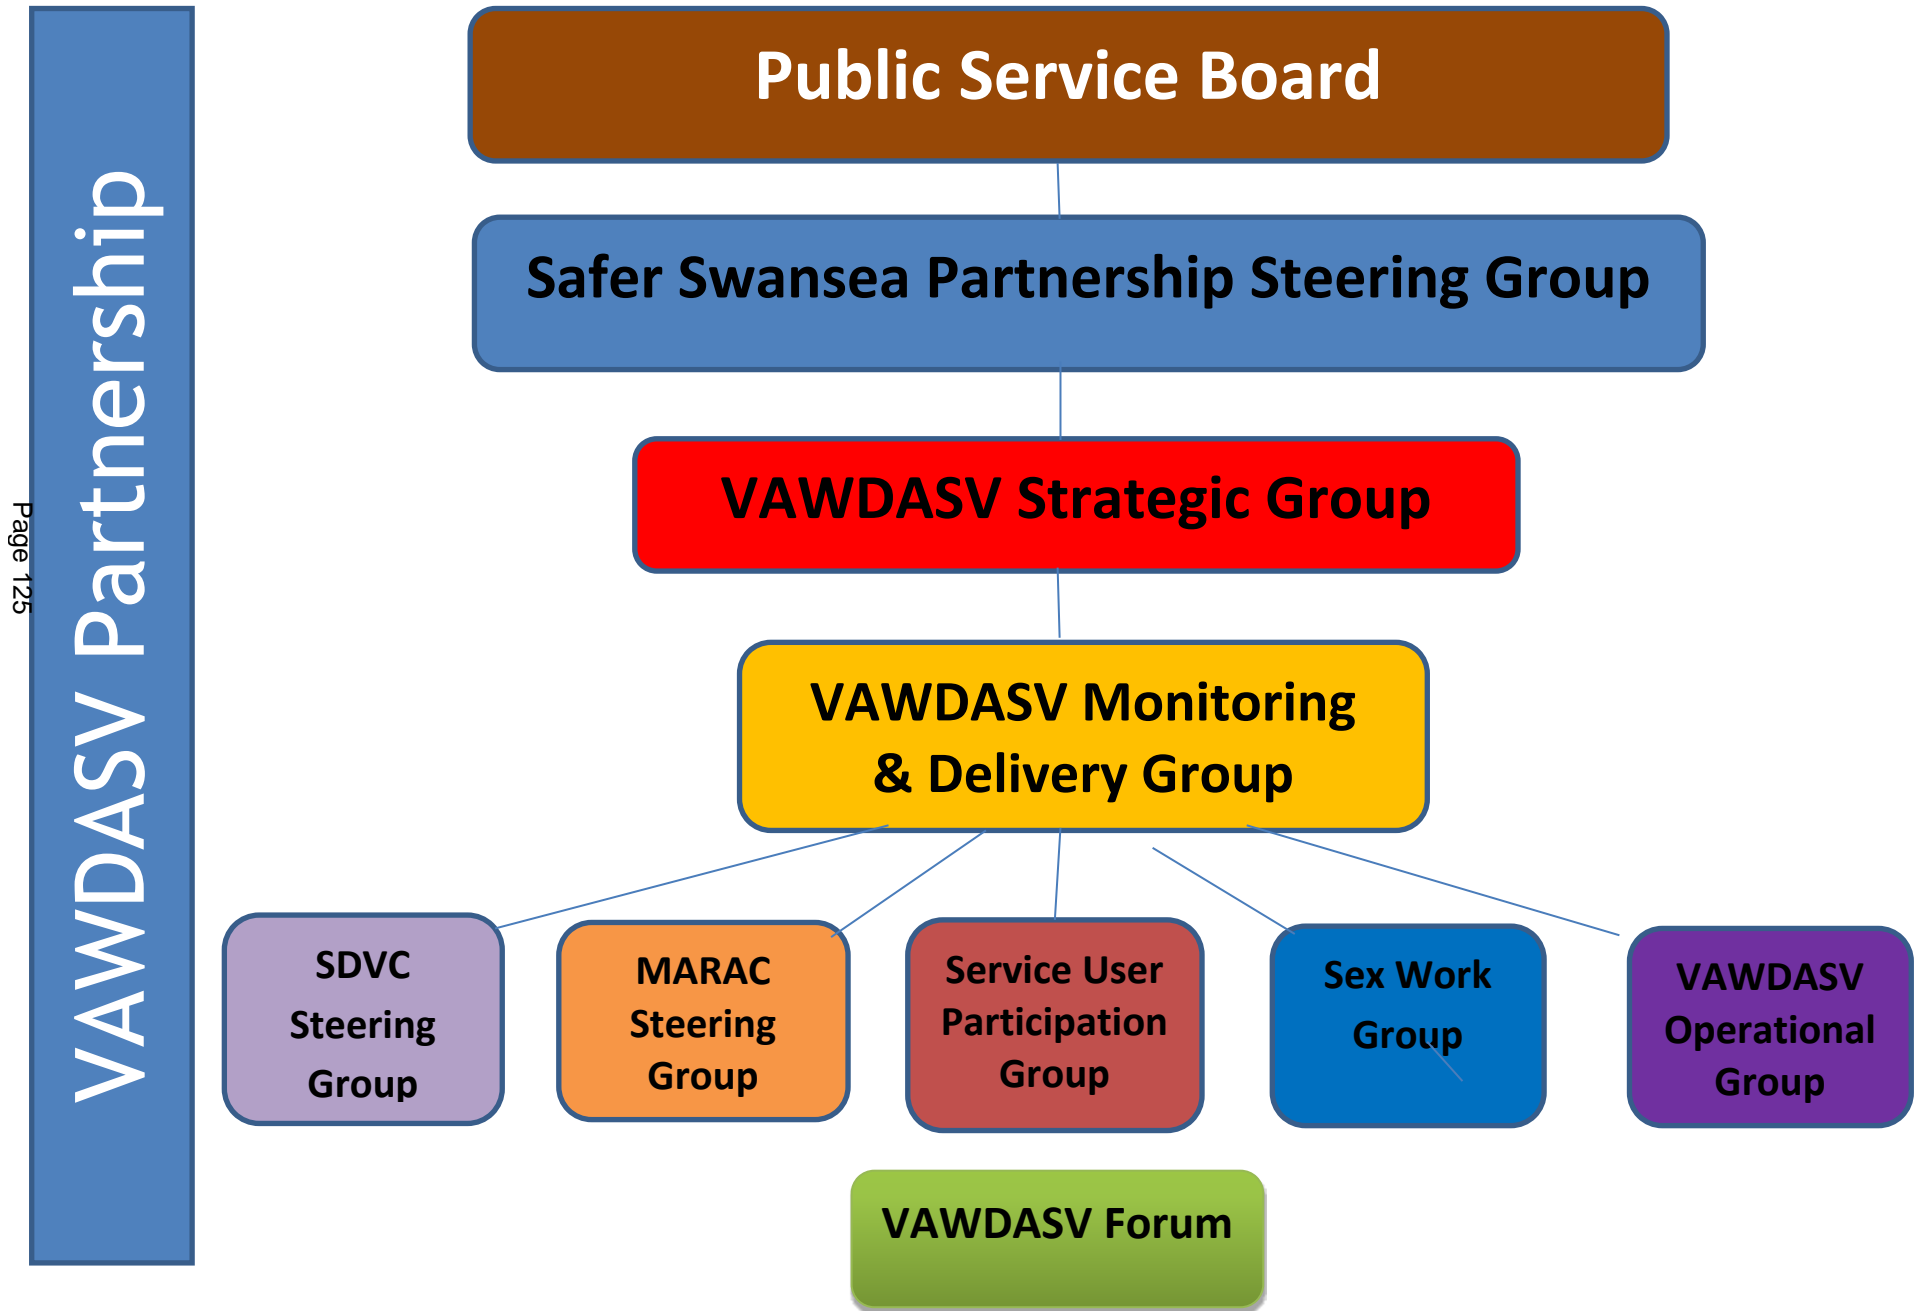 VAWDASV Partnership
Page 125
Public Service Board
Safer Swansea Partnership Steering Group
VAWDASV Strategic Group
VAWDASV Monitoring
& Delivery Group
SDVC
Steering
Group
MARAC
Steering
Group
Service User
Participation
Group
Sex Work
Group
VAWDASV
Operational
Group
VAWDASV Forum